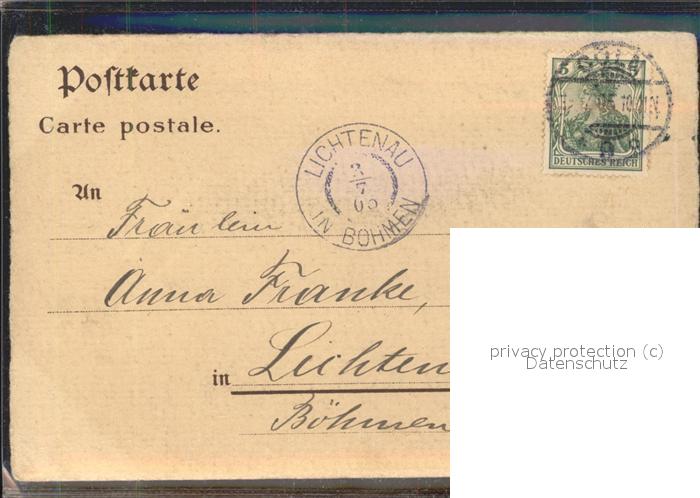 Postkarte
Carte postale.
LICHTENAU
3/7
05
IN BÖHMEN
5
DEUTSCHES REICH
An
Fräulein
Anna Franke,
in Lichten
Böhmen
privacy protection (c)
Datenschutz